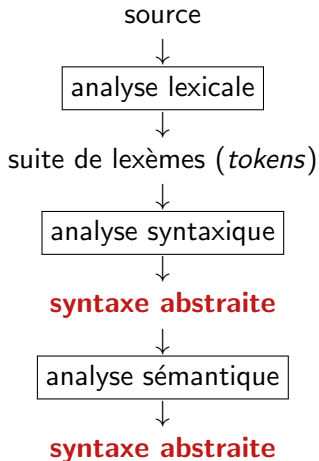 source
analyse lexicale
suite de lexèmes (tokens)
analyse syntaxique
syntaxe abstraite
analyse sémantique
syntaxe abstraite